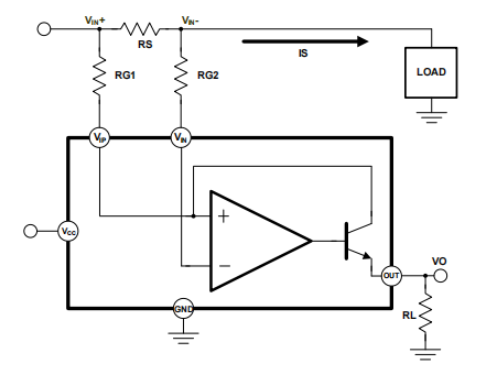 VIN+
VIN-
RS
IS
RG1
RG2
LOAD
VIP
VIN
+
VCC
−
VO
OUT
GND
RL